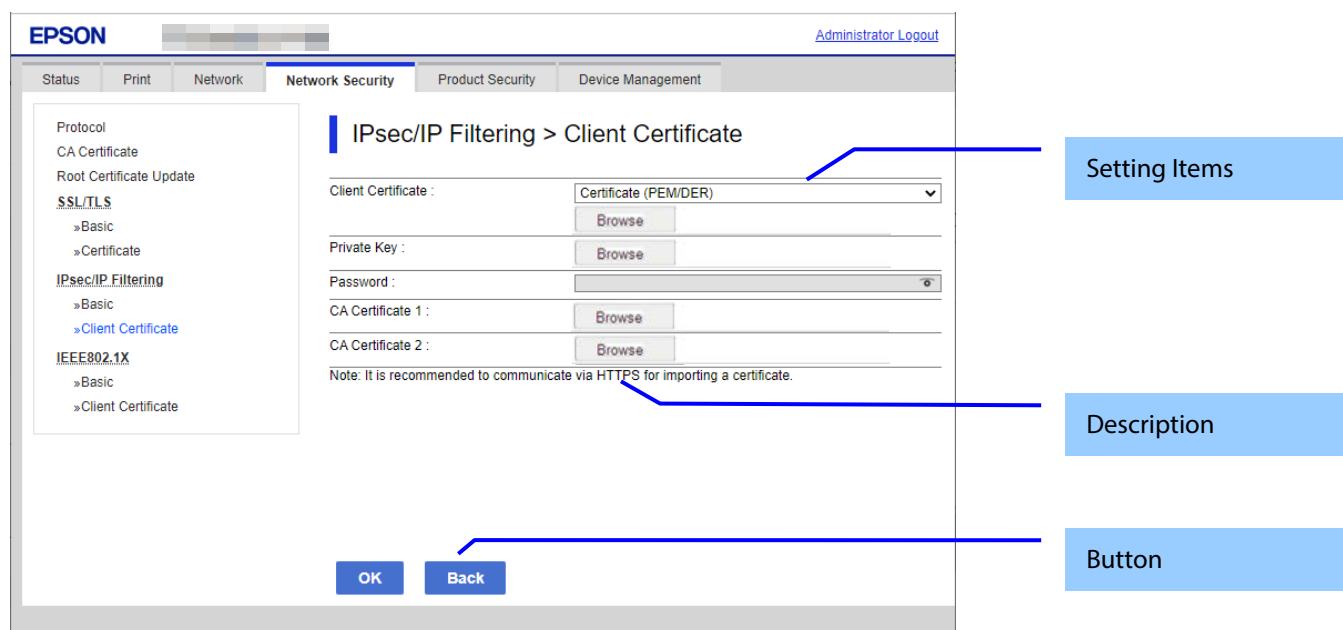 EPSON
Administrator Logout
Status Print Network Network Security Product Security Device Management
Protocol
CA Certificate
Root Certificate Update
SSL/TLS
»Basic
»Certificate
IPsec/IP Filtering
»Basic
»Client Certificate
IEEE802.1X
»Basic
»Client Certificate
IPsec/IP Filtering > Client Certificate
Client Certificate : Certificate (PEM/DER)
Browse
Private Key : Browse
Password :
CA Certificate 1 : Browse
CA Certificate 2 : Browse
Note: It is recommended to communicate via HTTPS for importing a certificate.
OK Back
Setting Items
Description
Button